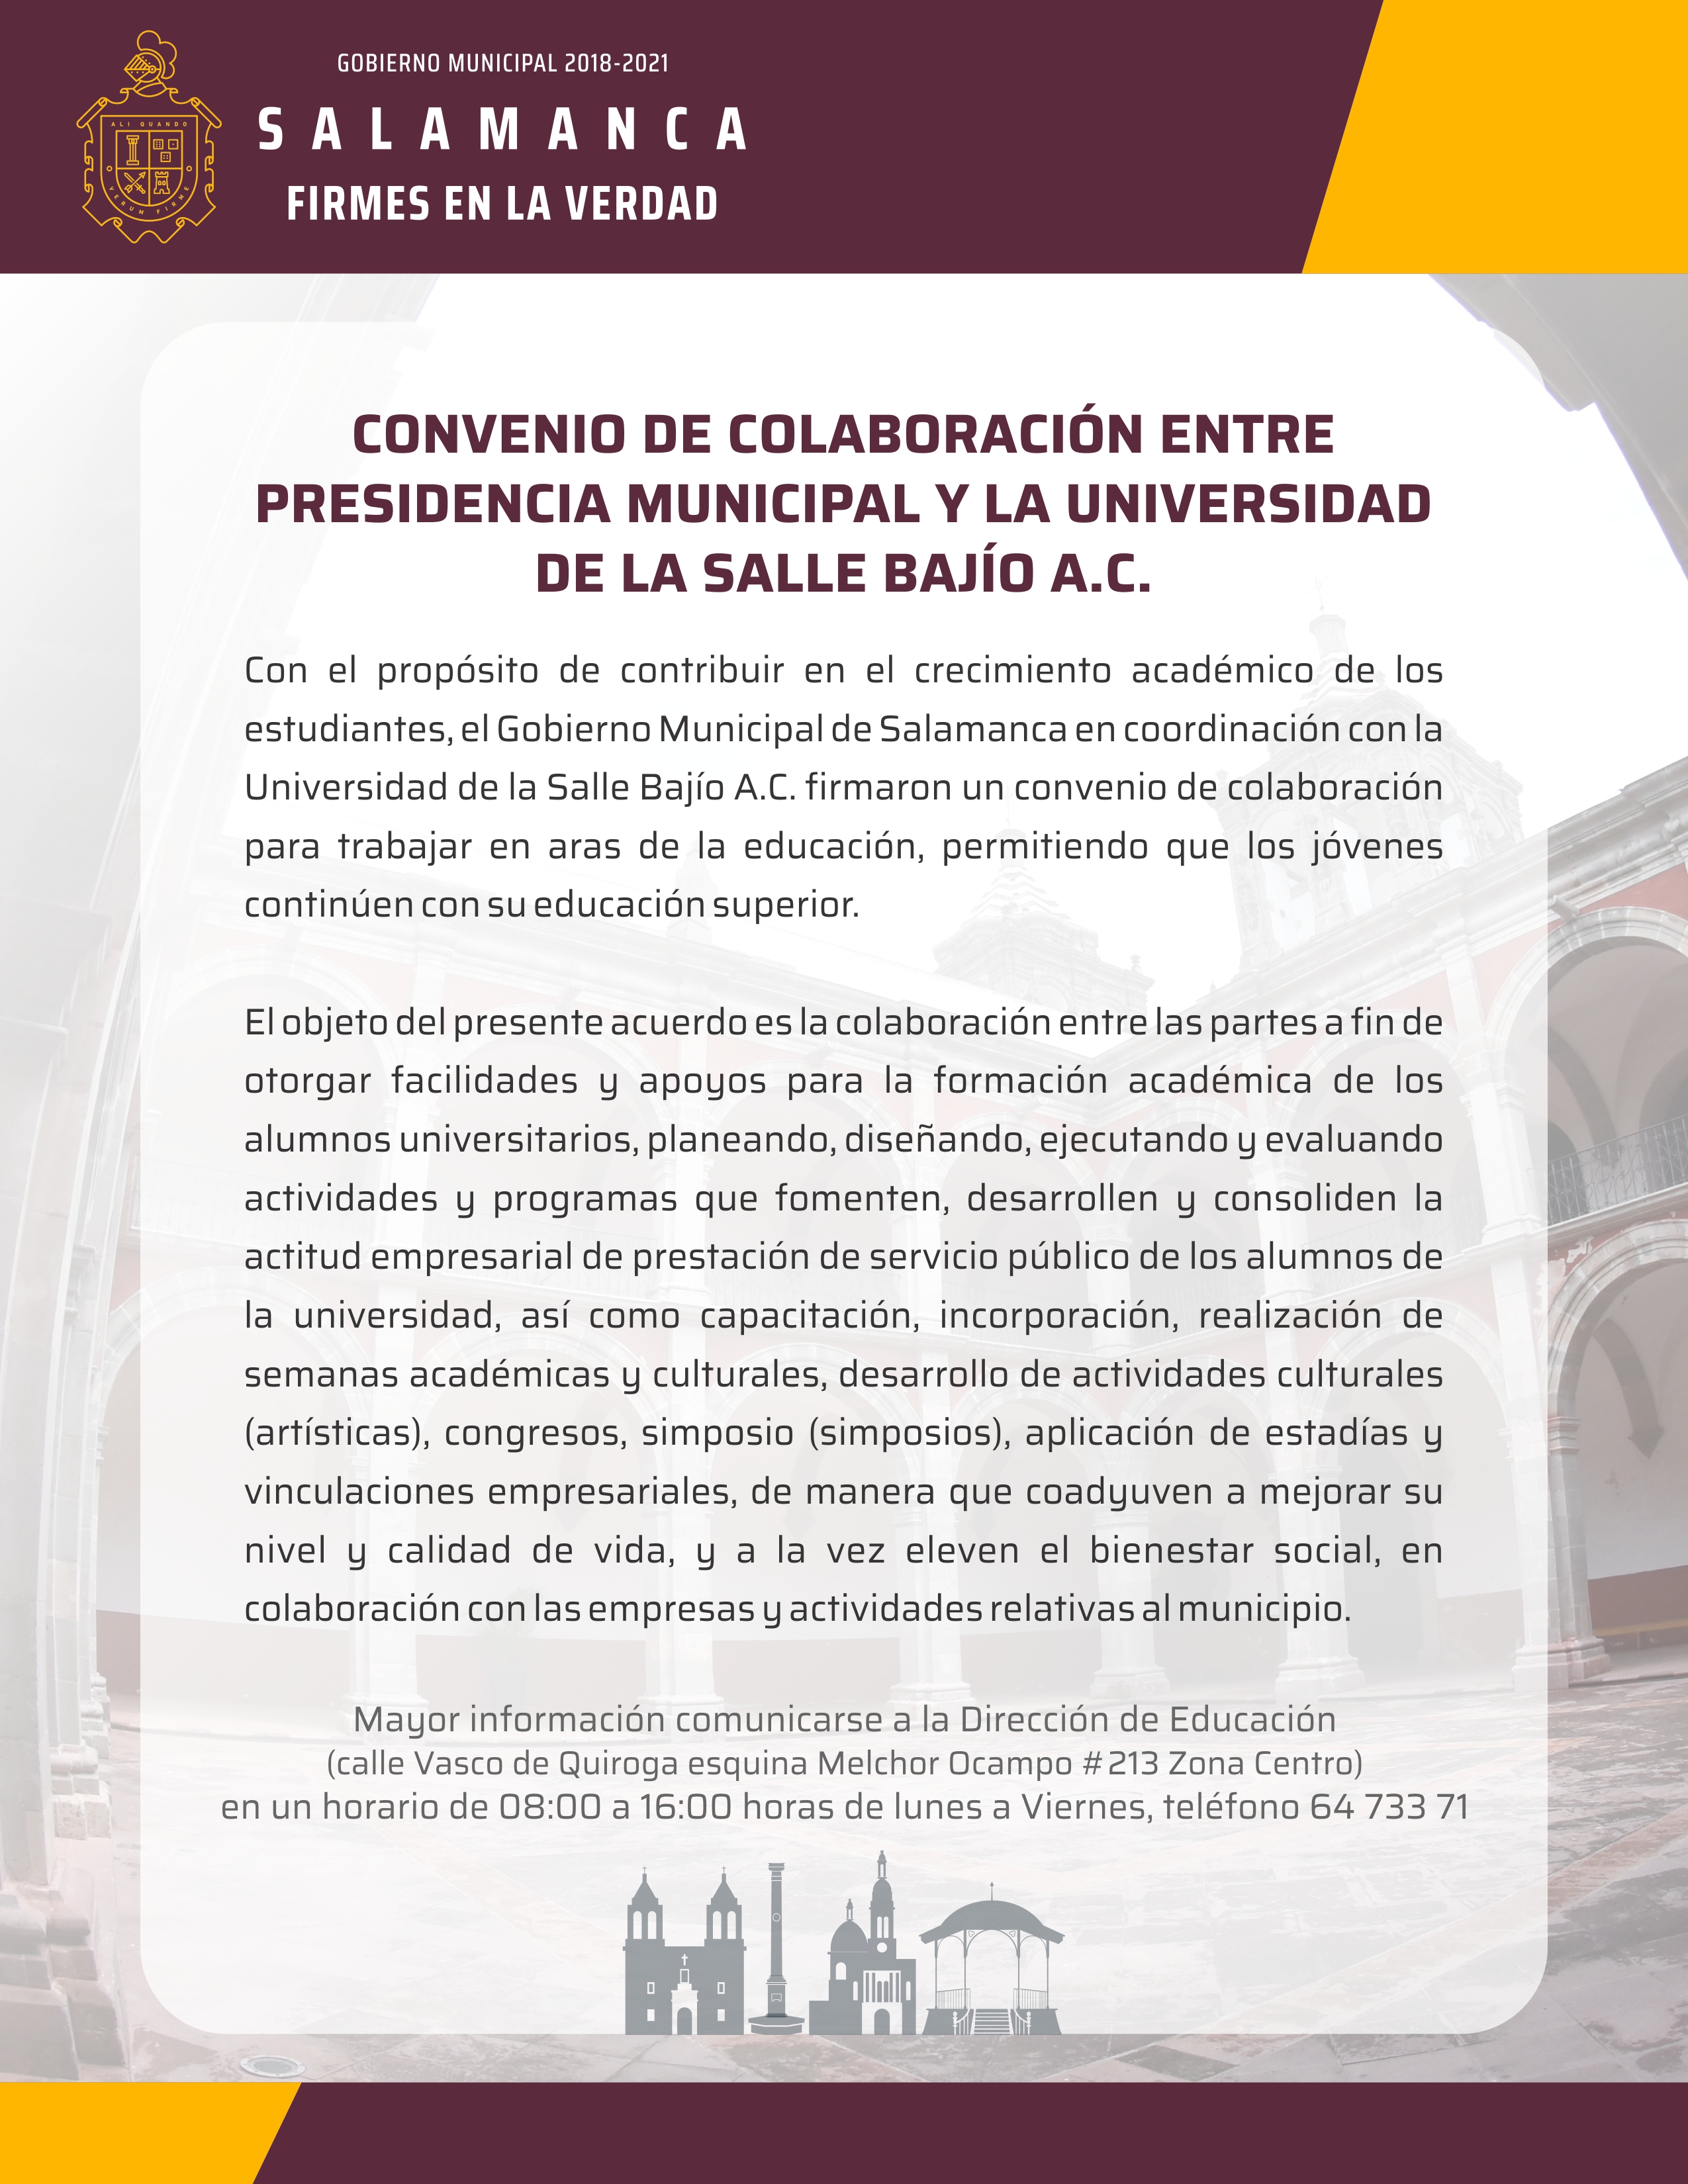 GOBIERNO MUNICIPAL 2018-2021
SALAMANCA
FIRMES EN LA VERDAD
ALI QUANDO
VERUM FIRME
CONVENIO DE COLABORACIÓN ENTRE
PRESIDENCIA MUNICIPAL Y LA UNIVERSIDAD
DE LA SALLE BAJÍO A.C.
Con el propósito de contribuir en el crecimiento académico de los
estudiantes, el Gobierno Municipal de Salamanca en coordinación con la
Universidad de la Salle Bajío A.C. firmaron un convenio de colaboración
para trabajar en aras de la educación, permitiendo que los jóvenes
continúen con su educación superior.
El objeto del presente acuerdo es la colaboración entre las partes a fin de
otorgar facilidades y apoyos para la formación académica de los
alumnos universitarios, planeando, diseñando, ejecutando y evaluando
actividades y programas que fomenten, desarrollen y consoliden la
actitud empresarial de prestación de servicio público de los alumnos de
la universidad, así como capacitación, incorporación, realización de
semanas académicas y culturales, desarrollo de actividades culturales
(artísticas), congresos, simposio (simposios), aplicación de estadías y
vinculaciones empresariales, de manera que coadyuven a mejorar su
nivel y calidad de vida, y a la vez eleven el bienestar social, en
colaboración con las empresas y actividades relativas al municipio.
Mayor información comunicarse a la Dirección de Educación
(calle Vasco de Quiroga esquina Melchor Ocampo #213 Zona Centro)
en un horario de 08:00 a 16:00 horas de lunes a Viernes, teléfono 64 733 71